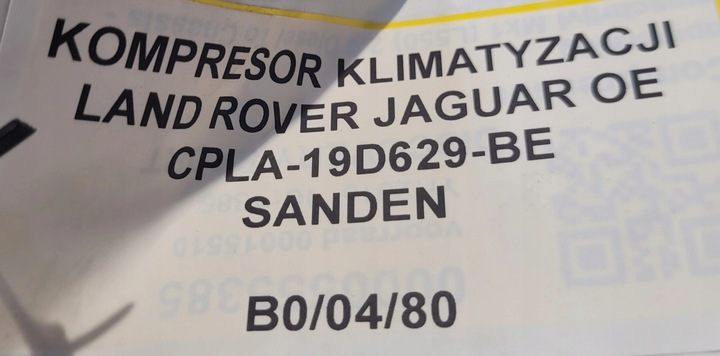 KOMPRESOR KLIMATYZACJI
LAND ROVER JAGUAR OE
CPLA-19D629-BE
SANDEN
B0/04/80